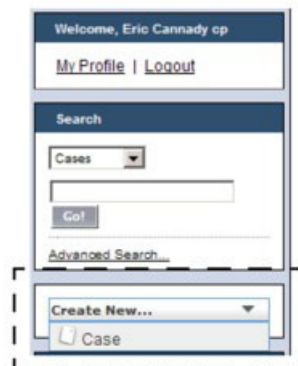 Welcome, Eric Cannady cp
My Profile | Logout
Search
Cases
Go!
Advanced Search...
Create New...
Case